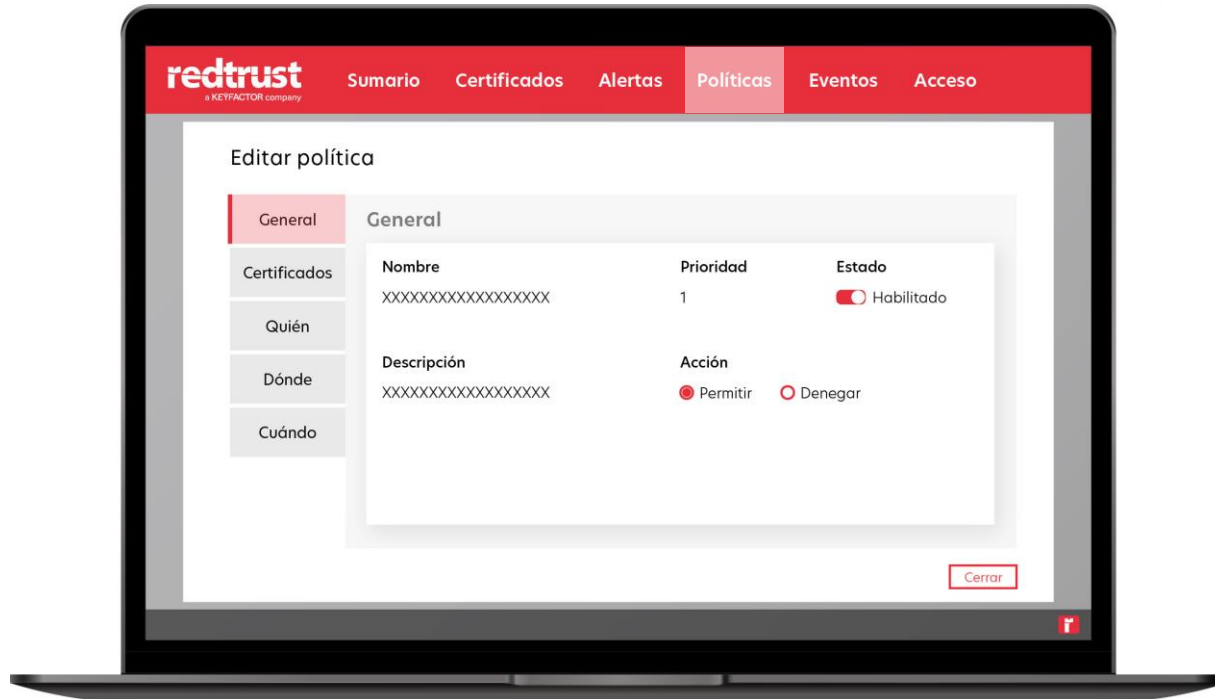 redtrust
a KEYFACTOR company
Sumario Certificados Alertas Políticas Eventos Acceso
Editar política
General
Certificados
Quién
Dónde
Cuándo
General
Nombre Prioridad Estado
XXXXXXXXXXXXXXXXXX 1 Habilitado
Descripción Acción
XXXXXXXXXXXXXXXXXX Permitir Denegar
Cerrar
r